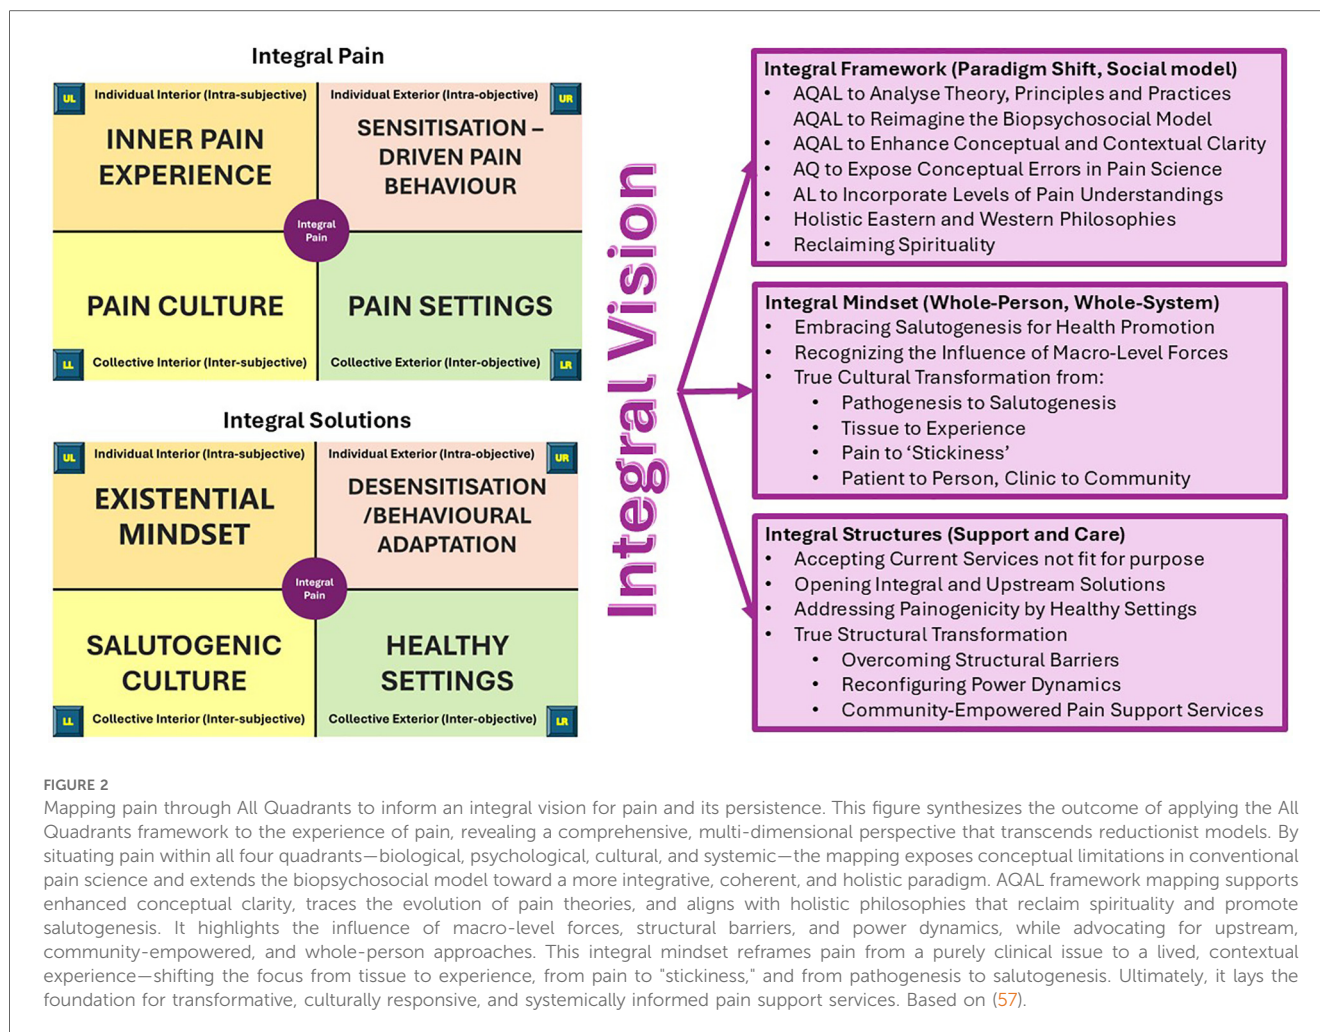 Integral Pain
UL
Individual Interior (Intra-subjective)
INNER PAIN
EXPERIENCE
Individual Exterior (Intra-objective)
UR
SENSITISATION –
DRIVEN PAIN
BEHAVIOUR
Integral
Pain
PAIN CULTURE
LL
Collective Interior (Inter-subjective)
PAIN SETTINGS
Collective Exterior (Inter-objective)
LR
Integral Solutions
UL
Individual Interior (Intra-subjective)
EXISTENTIAL
MINDSET
Individual Exterior (Intra-objective)
UR
DESENSITISATION
/BEHAVIOURAL
ADAPTATION
Integral
Pain
SALUTOGENIC
CULTURE
LL
Collective Interior (Inter-subjective)
HEALTHY
SETTINGS
Collective Exterior (Inter-objective)
LR
Integral Vision
Integral Framework (Paradigm Shift, Social model)
• AQAL to Analyse Theory, Principles and Practices
AQAL to Reimagine the Biopsychosocial Model
• AQAL to Enhance Conceptual and Contextual Clarity
• AQ to Expose Conceptual Errors in Pain Science
• AL to Incorporate Levels of Pain Understandings
• Holistic Eastern and Western Philosophies
• Reclaiming Spirituality
Integral Mindset (Whole-Person, Whole-System)
• Embracing Salutogenesis for Health Promotion
• Recognizing the Influence of Macro-Level Forces
• True Cultural Transformation from:
• Pathogenesis to Salutogenesis
• Tissue to Experience
• Pain to ‘Stickiness’
• Patient to Person, Clinic to Community
Integral Structures (Support and Care)
• Accepting Current Services not fit for purpose
• Opening Integral and Upstream Solutions
• Addressing Painogenicity by Healthy Settings
• True Structural Transformation
• Overcoming Structural Barriers
• Reconfiguring Power Dynamics
• Community-Empowered Pain Support Services
FIGURE 2
Mapping pain through All Quadrants to inform an integral vision for pain and its persistence. This figure synthesizes the outcome of applying the All
Quadrants framework to the experience of pain, revealing a comprehensive, multi-dimensional perspective that transcends reductionist models. By
situating pain within all four quadrants—biological, psychological, cultural, and systemic—the mapping exposes conceptual limitations in conventional
pain science and extends the biopsychosocial model toward a more integrative, coherent, and holistic paradigm. AQAL framework mapping supports
enhanced conceptual clarity, traces the evolution of pain theories, and aligns with holistic philosophies that reclaim spirituality and promote
salutogenesis. It highlights the influence of macro-level forces, structural barriers, and power dynamics, while advocating for upstream,
community-empowered, and whole-person approaches. This integral mindset reframes pain from a purely clinical issue to a lived, contextual
experience—shifting the focus from tissue to experience, from pain to "stickiness," and from pathogenesis to salutogenesis. Ultimately, it lays the
foundation for transformative, culturally responsive, and systemically informed pain support services. Based on (57).